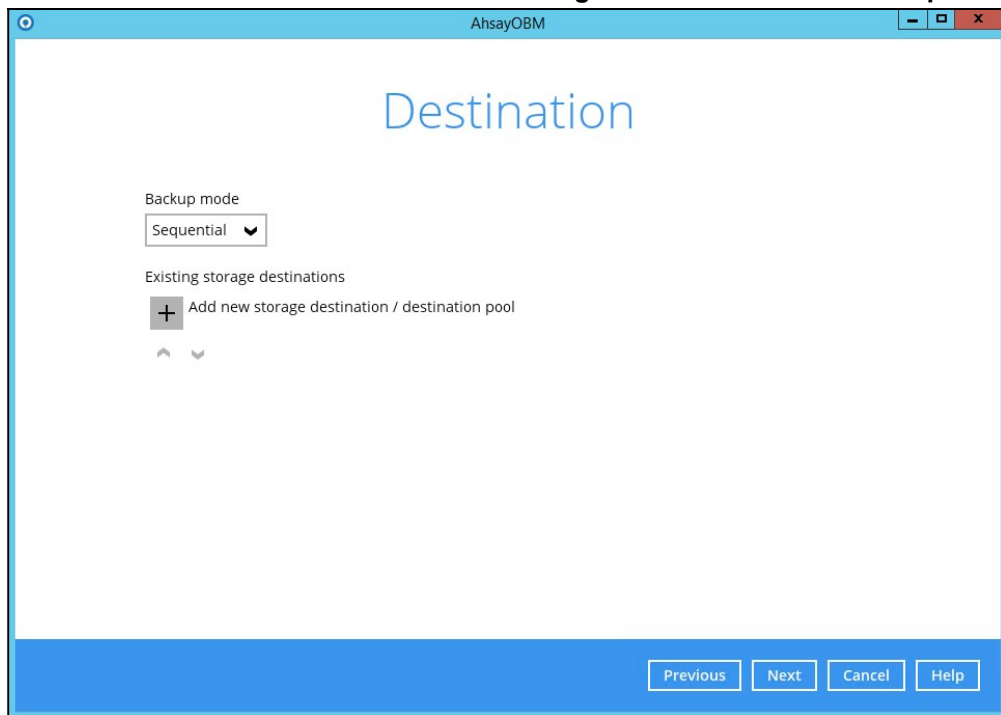 AhsayOBM
Destination
Backup mode
Sequential
Existing storage destinations
Add new storage destination / destination pool
Previous Next Cancel Help